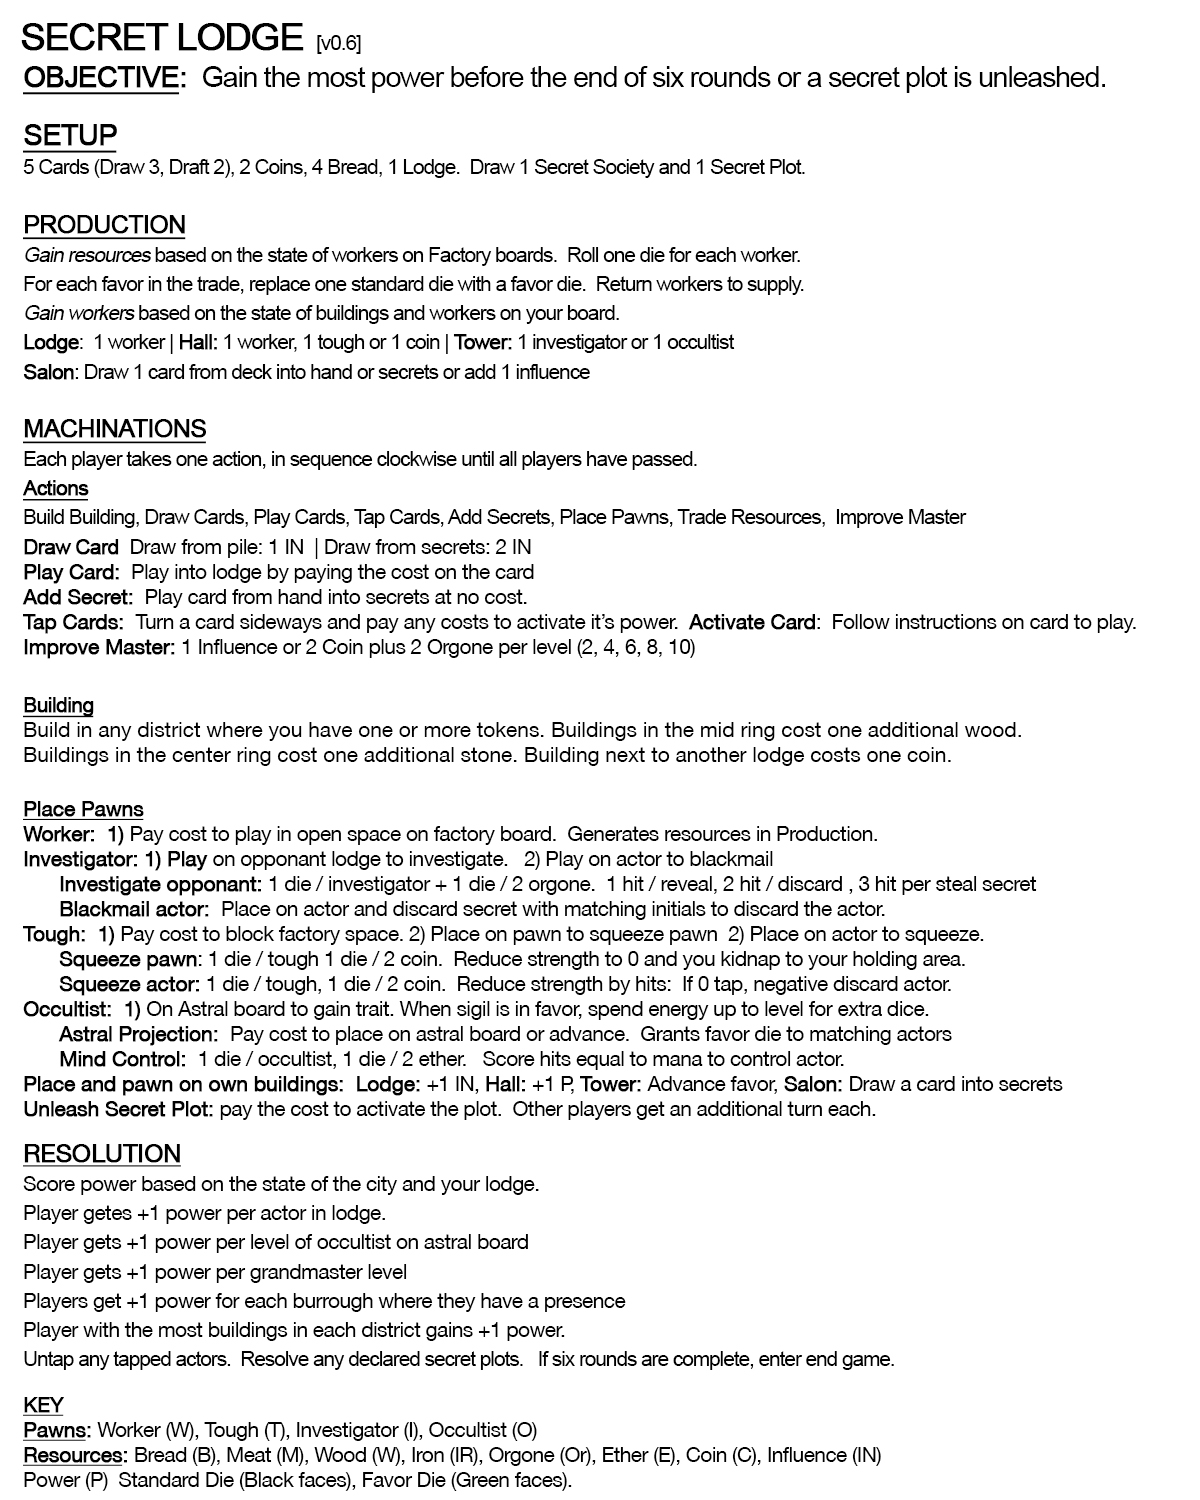 SECRET LODGE [v0.6]
OBJECTIVE: Gain the most power before the end of six rounds or a secret plot is unleashed.
SETUP
5 Cards (Draw 3, Draft 2), 2 Coins, 4 Bread, 1 Lodge. Draw 1 Secret Society and 1 Secret Plot.
PRODUCTION
Gain resources based on the state of workers on Factory boards. Roll one die for each worker.
For each favor in the trade, replace one standard die with a favor die. Return workers to supply.
Gain workers based on the state of buildings and workers on your board.
Lodge: 1 worker | Hall: 1 worker, 1 tough or 1 coin | Tower: 1 investigator or 1 occultist
Salon: Draw 1 card from deck into hand or secrets or add 1 influence
MACHINATIONS
Each player takes one action, in sequence clockwise until all players have passed.
Actions
Build Building, Draw Cards, Play Cards, Tap Cards, Add Secrets, Place Pawns, Trade Resources, Improve Master
Draw Card Draw from pile: 1 IN | Draw from secrets: 2 IN
Play Card: Play into lodge by paying the cost on the card
Add Secret: Play card from hand into secrets at no cost.
Tap Cards: Turn a card sideways and pay any costs to activate it's power. Activate Card: Follow instructions on card to play.
Improve Master: 1 Influence or 2 Coin plus 2 Orgone per level (2, 4, 6, 8, 10)
Building
Build in any district where you have one or more tokens. Buildings in the mid ring cost one additional wood.
Buildings in the center ring cost one additional stone. Building next to another lodge costs one coin.
Place Pawns
Worker: 1) Pay cost to play in open space on factory board. Generates resources in Production.
Investigator: 1) Play on opponant lodge to investigate. 2) Play on actor to blackmail
Investigate opponant: 1 die / investigator + 1 die / 2 orgone. 1 hit / reveal, 2 hit / discard , 3 hit per steal secret
Blackmail actor: Place on actor and discard secret with matching initials to discard the actor.
Tough: 1) Pay cost to block factory space. 2) Place on pawn to squeeze pawn 2) Place on actor to squeeze.
Squeeze pawn: 1 die / tough 1 die / 2 coin. Reduce strength to 0 and you kidnap to your holding area.
Squeeze actor: 1 die / tough, 1 die / 2 coin. Reduce strength by hits: If 0 tap, negative discard actor.
Occultist: 1) On Astral board to gain trait. When sigil is in favor, spend energy up to level for extra dice.
Astral Projection: Pay cost to place on astral board or advance. Grants favor die to matching actors
Mind Control: 1 die / occultist, 1 die / 2 ether. Score hits equal to mana to control actor.
Place and pawn on own buildings: Lodge: +1 IN, Hall: +1 P, Tower: Advance favor, Salon: Draw a card into secrets
Unleash Secret Plot: pay the cost to activate the plot. Other players get an additional turn each.
RESOLUTION
Score power based on the state of the city and your lodge.
Player getes +1 power per actor in lodge.
Player gets +1 power per level of occultist on astral board
Player gets +1 power per grandmaster level
Players get +1 power for each burrough where they have a presence
Player with the most buildings in each district gains +1 power.
Untap any tapped actors. Resolve any declared secret plots. If six rounds are complete, enter end game.
KEY
Pawns: Worker (W), Tough (T), Investigator (I), Occultist (O)
Resources: Bread (B), Meat (M), Wood (W), Iron (IR), Orgone (Or), Ether (E), Coin (C), Influence (IN)
Power (P) Standard Die (Black faces), Favor Die (Green faces).